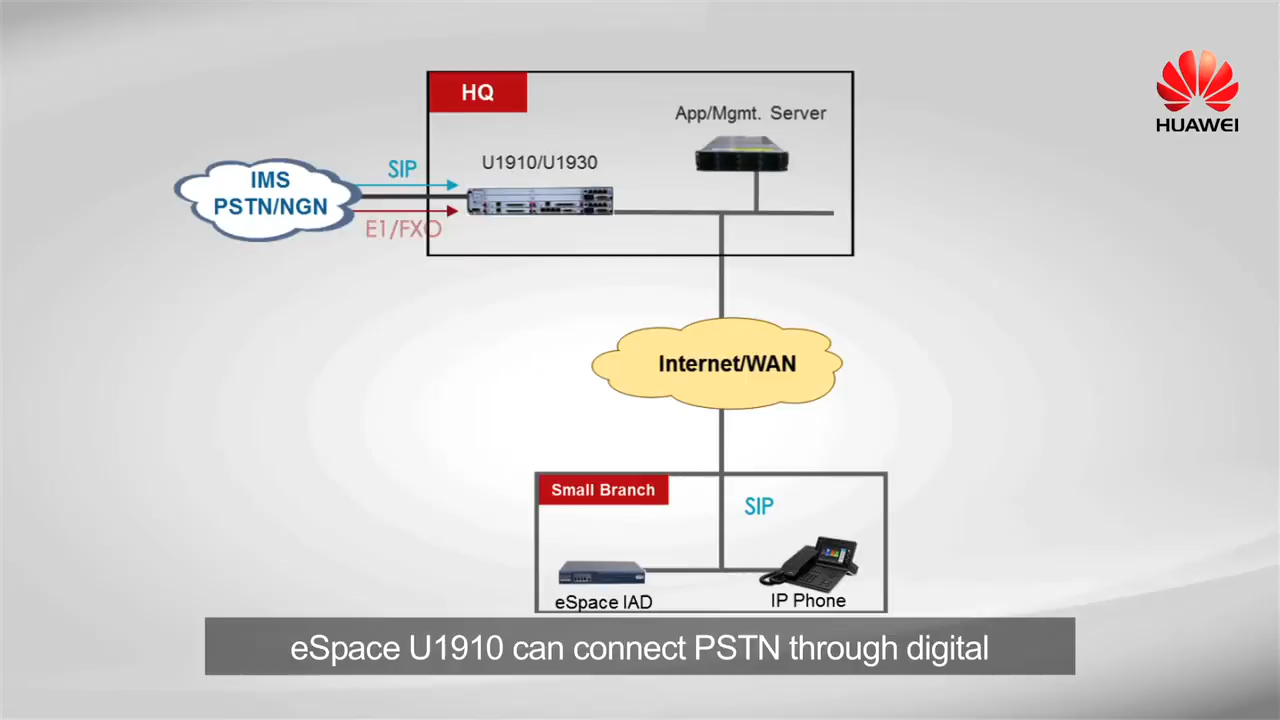 HQ
App/Mgmt. Server
HUAWEI
U1910/U1930
SIP
IMS
PSTN/NGN
E1/FXO
Internet/WAN
Small Branch
SIP
eSpace IAD
IP Phone
eSpace U1910 can connect PSTN through digital